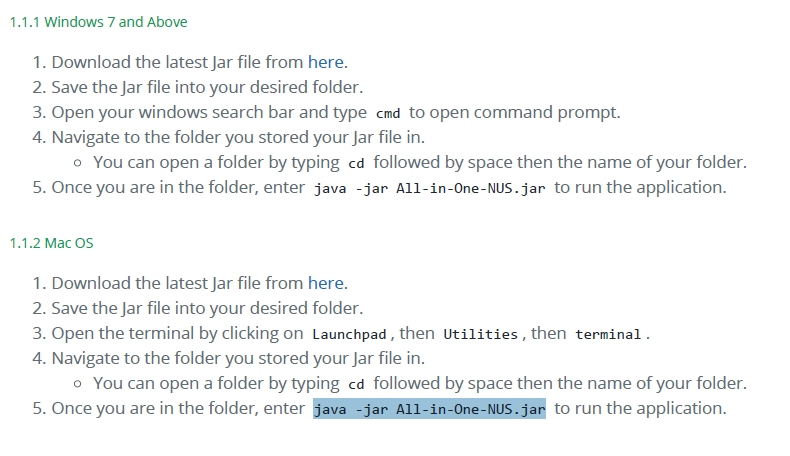 1.1.1 Windows 7 and Above
1. Download the latest Jar file from here.
2. Save the Jar file into your desired folder.
3. Open your windows search bar and type cmd to open command prompt.
4. Navigate to the folder you stored your Jar file in.
○ You can open a folder by typing cd followed by space then the name of your folder.
5. Once you are in the folder, enter java -jar All-in-One-NUS.jar to run the application.
1.1.2 Mac OS
1. Download the latest Jar file from here.
2. Save the Jar file into your desired folder.
3. Open the terminal by clicking on Launchpad, then Utilities, then terminal.
4. Navigate to the folder you stored your Jar file in.
○ You can open a folder by typing cd followed by space then the name of your folder.
5. Once you are in the folder, enter java -jar All-in-One-NUS.jar to run the application.